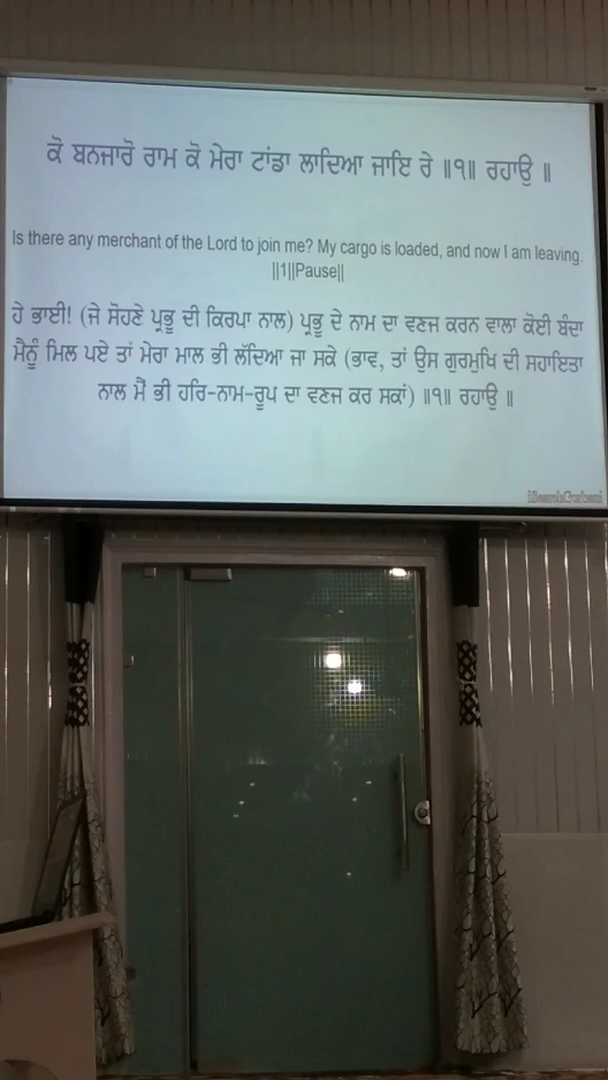 ਕੋ ਬਨਜਾਰੋ ਰਾਮ ਕੋ ਮੇਰਾ ਟਾਂਡਾ ਲਾਦਿਆ ਜਾਇ ਰੇ ॥੧॥ ਰਹਾਉ ॥
Is there any merchant of the Lord to join me? My cargo is loaded, and now I am leaving.
||1||Pause||
ਹੇ ਭਾਈ! (ਜੇ ਸੋਹਣੇ ਪ੍ਰਭੂ ਦੀ ਕਿਰਪਾ ਨਾਲ) ਪ੍ਰਭੂ ਦੇ ਨਾਮ ਦਾ ਵਣਜ ਕਰਨ ਵਾਲਾ ਕੋਈ ਬੰਦਾ
ਮੈਨੂੰ ਮਿਲ ਪਏ ਤਾਂ ਮੇਰਾ ਮਾਲ ਭੀ ਲੱਦਿਆ ਜਾ ਸਕੇ (ਭਾਵ, ਤਾਂ ਉਸ ਗੁਰਮੁਖਿ ਦੀ ਸਹਾਇਤਾ
ਨਾਲ ਮੈਂ ਭੀ ਹਰਿ-ਨਾਮ-ਰੂਪ ਦਾ ਵਣਜ ਕਰ ਸਕਾਂ) ॥੧॥ ਰਹਾਉ ॥
iSearchGurbani